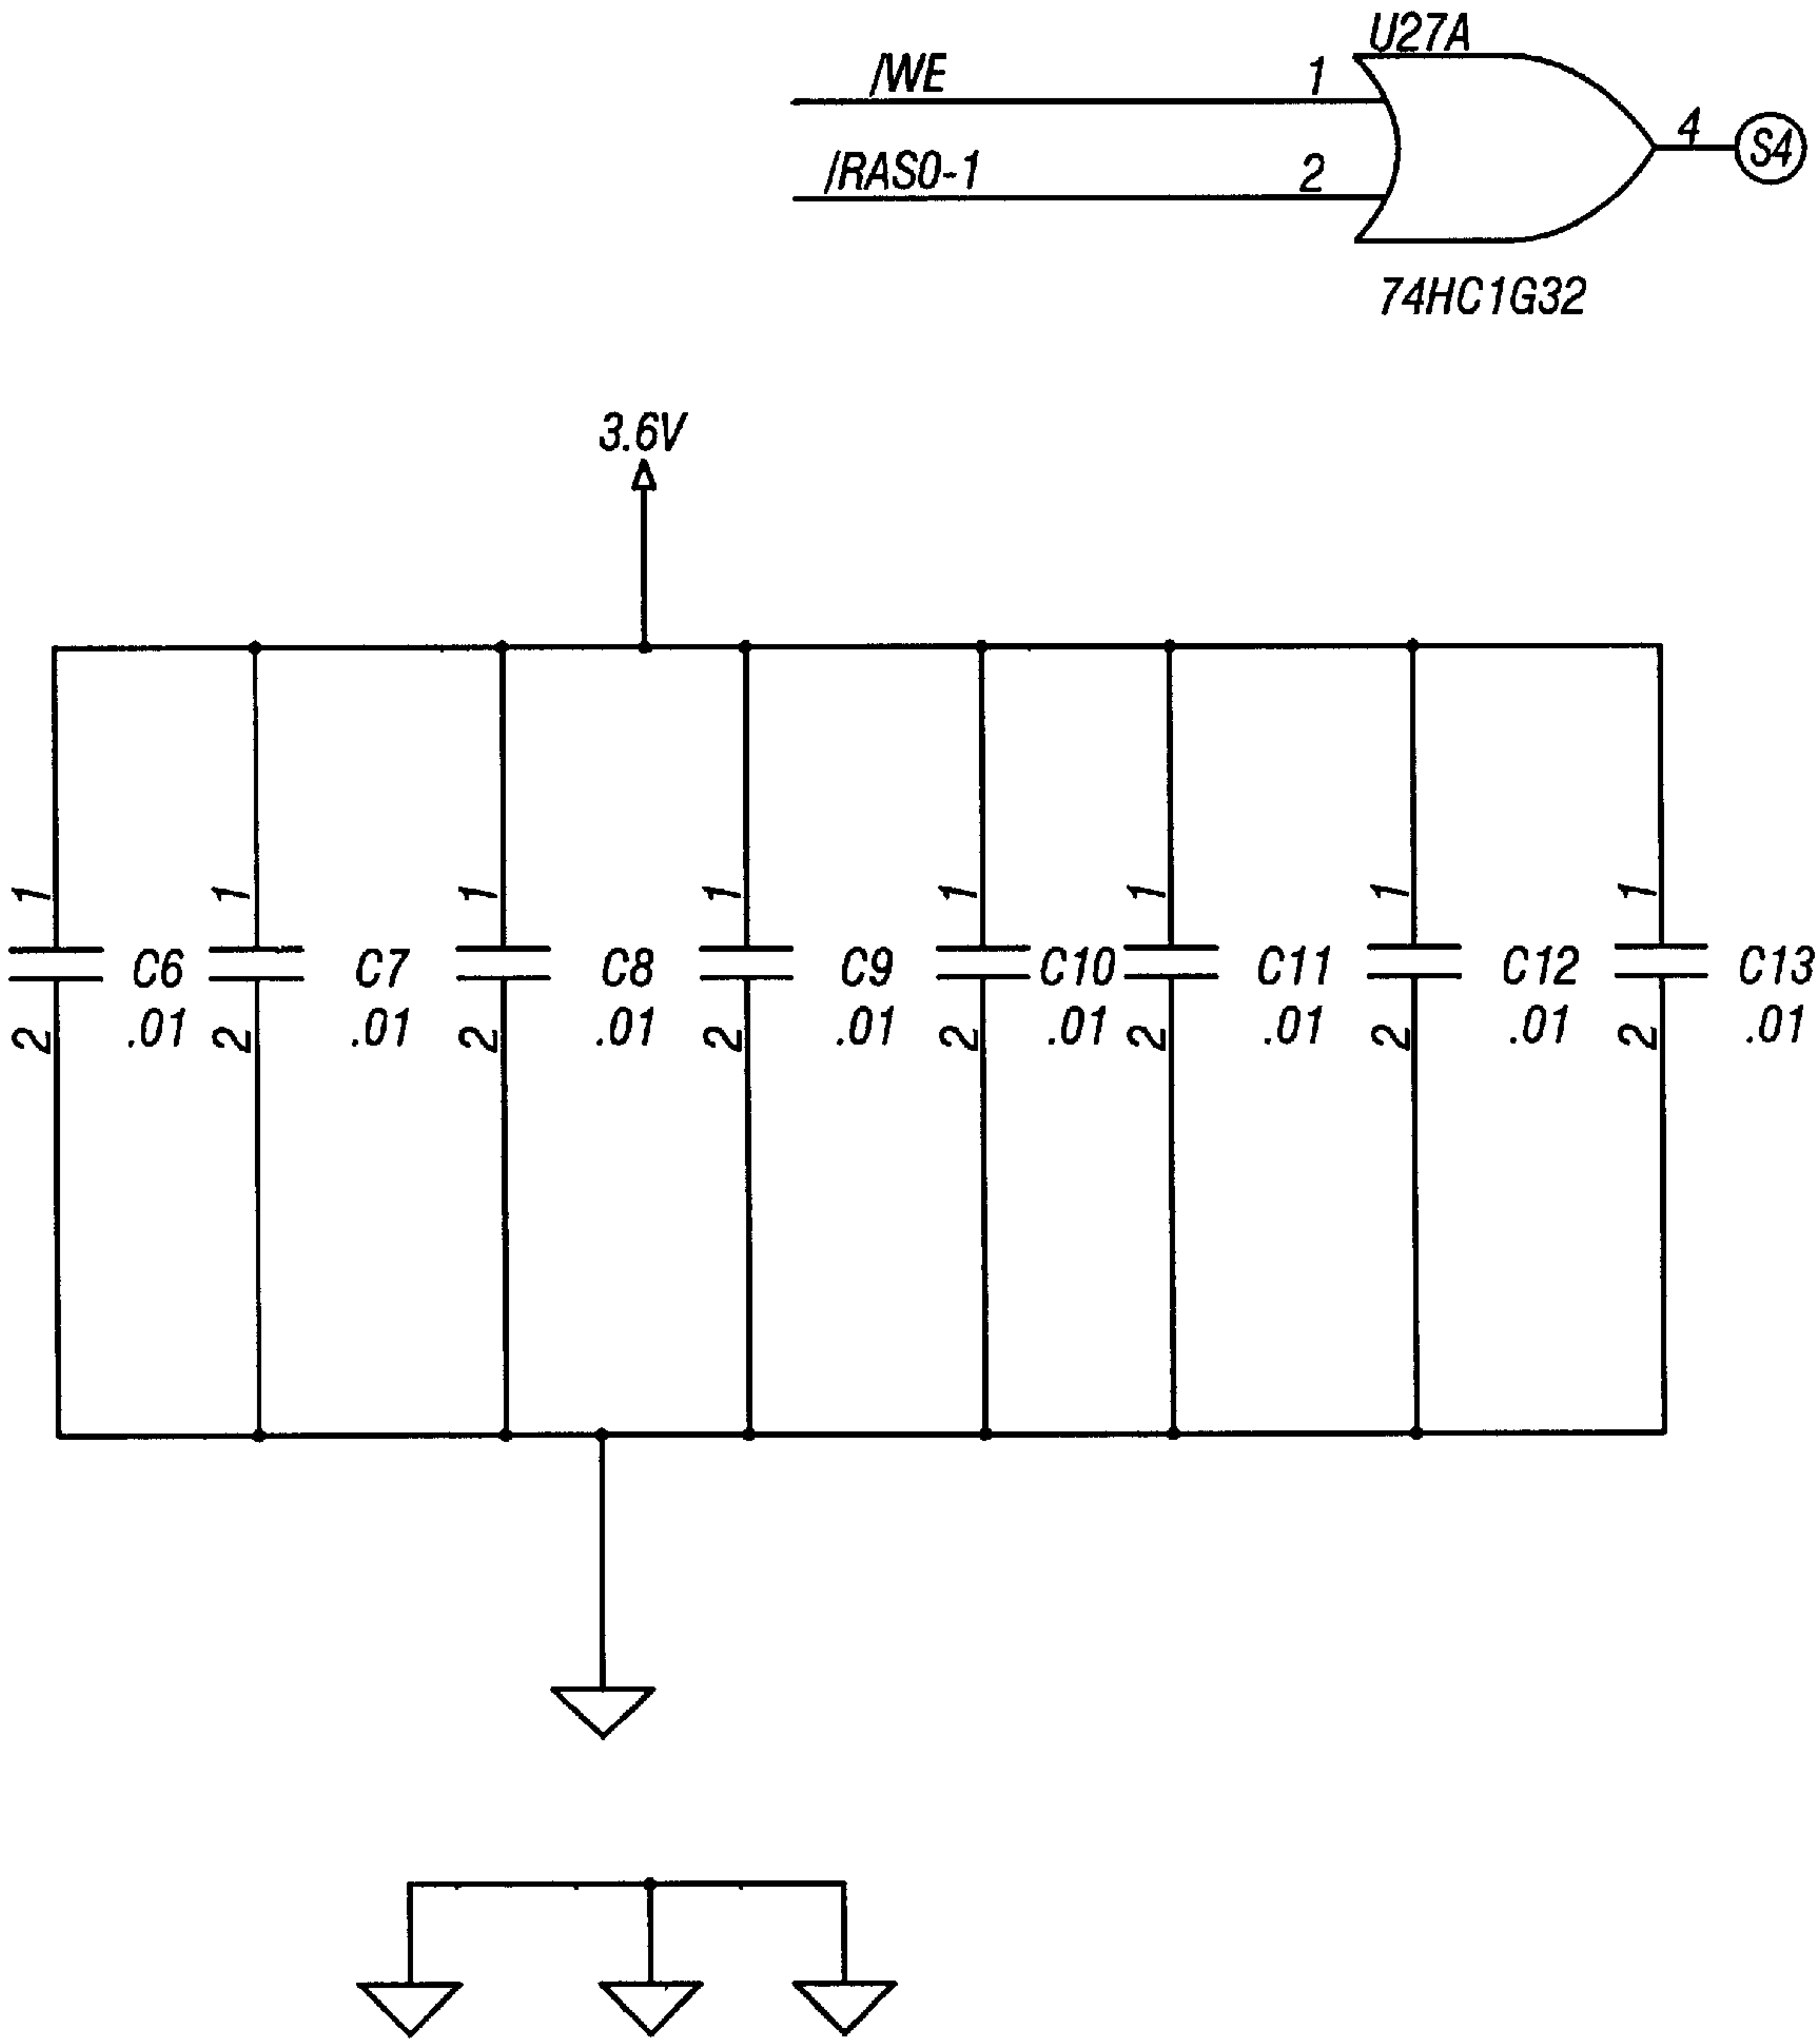 U27A
/WE 1
/RAS0-1 2
4 S4
74HC1G32
3.6V
1 1 1 1 1 1 1 1
C6 C7 C8 C9 C10 C11 C12 C13
.01 .01 .01 .01 .01 .01 .01 .01
2 2 2 2 2 2 2 2